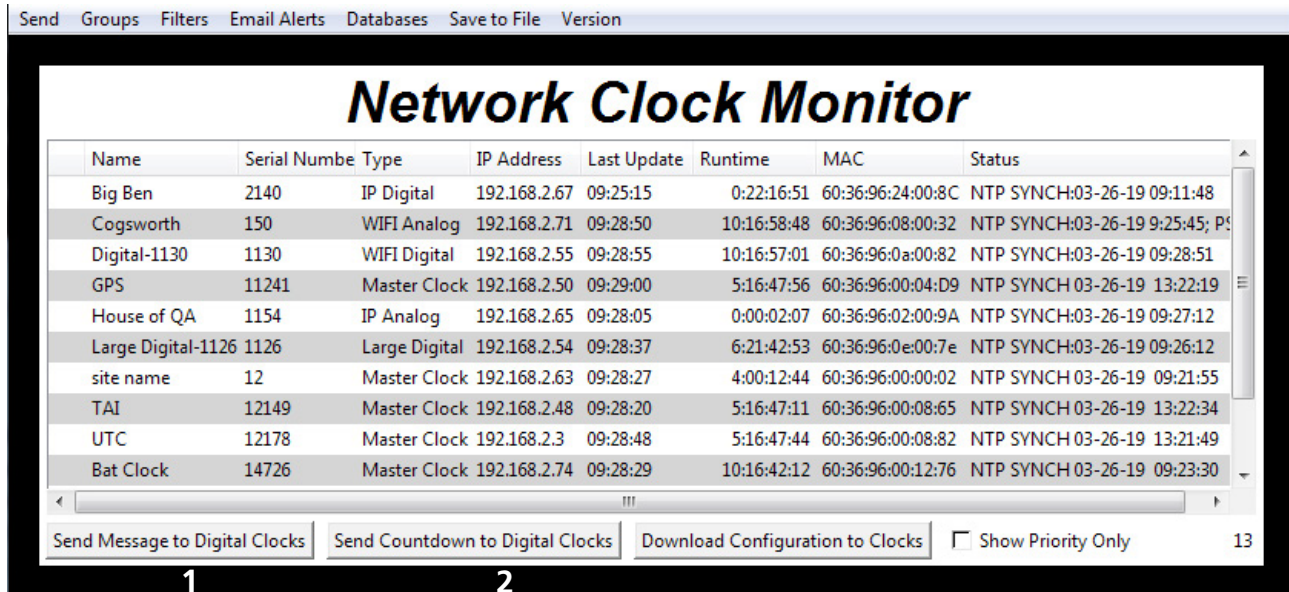 Send Groups Filters Email Alerts Databases Save to File Version
Network Clock Monitor
Name Serial Numbe Type IP Address Last Update Runtime MAC Status
Big Ben 2140 IP Digital 192.168.2.67 09:25:15 0:22:16:51 60:36:96:24:00:8C NTP SYNCH:03-26-19 09:11:48
Cogsworth 150 WIFI Analog 192.168.2.71 09:28:50 10:16:58:48 60:36:96:08:00:32 NTP SYNCH:03-26-19 9:25:45; PS
Digital-1130 1130 WIFI Digital 192.168.2.55 09:28:55 10:16:57:01 60:36:96:0a:00:82 NTP SYNCH:03-26-19 09:28:51
GPS 11241 Master Clock 192.168.2.50 09:29:00 5:16:47:56 60:36:96:00:04:D9 NTP SYNCH 03-26-19 13:22:19
House of QA 1154 IP Analog 192.168.2.65 09:28:05 0:00:02:07 60:36:96:02:00:9A NTP SYNCH:03-26-19 09:27:12
Large Digital-1126 1126 Large Digital 192.168.2.54 09:28:37 6:21:42:53 60:36:96:0e:00:7e NTP SYNCH:03-26-19 09:26:12
site name 12 Master Clock 192.168.2.63 09:28:27 4:00:12:44 60:36:96:00:00:02 NTP SYNCH 03-26-19 09:21:55
TAI 12149 Master Clock 192.168.2.48 09:28:20 5:16:47:11 60:36:96:00:08:65 NTP SYNCH 03-26-19 13:22:34
UTC 12178 Master Clock 192.168.2.3 09:28:48 5:16:47:44 60:36:96:00:08:82 NTP SYNCH 03-26-19 13:21:49
Bat Clock 14726 Master Clock 192.168.2.74 09:28:29 10:16:42:12 60:36:96:00:12:76 NTP SYNCH 03-26-19 09:23:30
Send Message to Digital Clocks Send Countdown to Digital Clocks Download Configuration to Clocks Show Priority Only 13
1 2